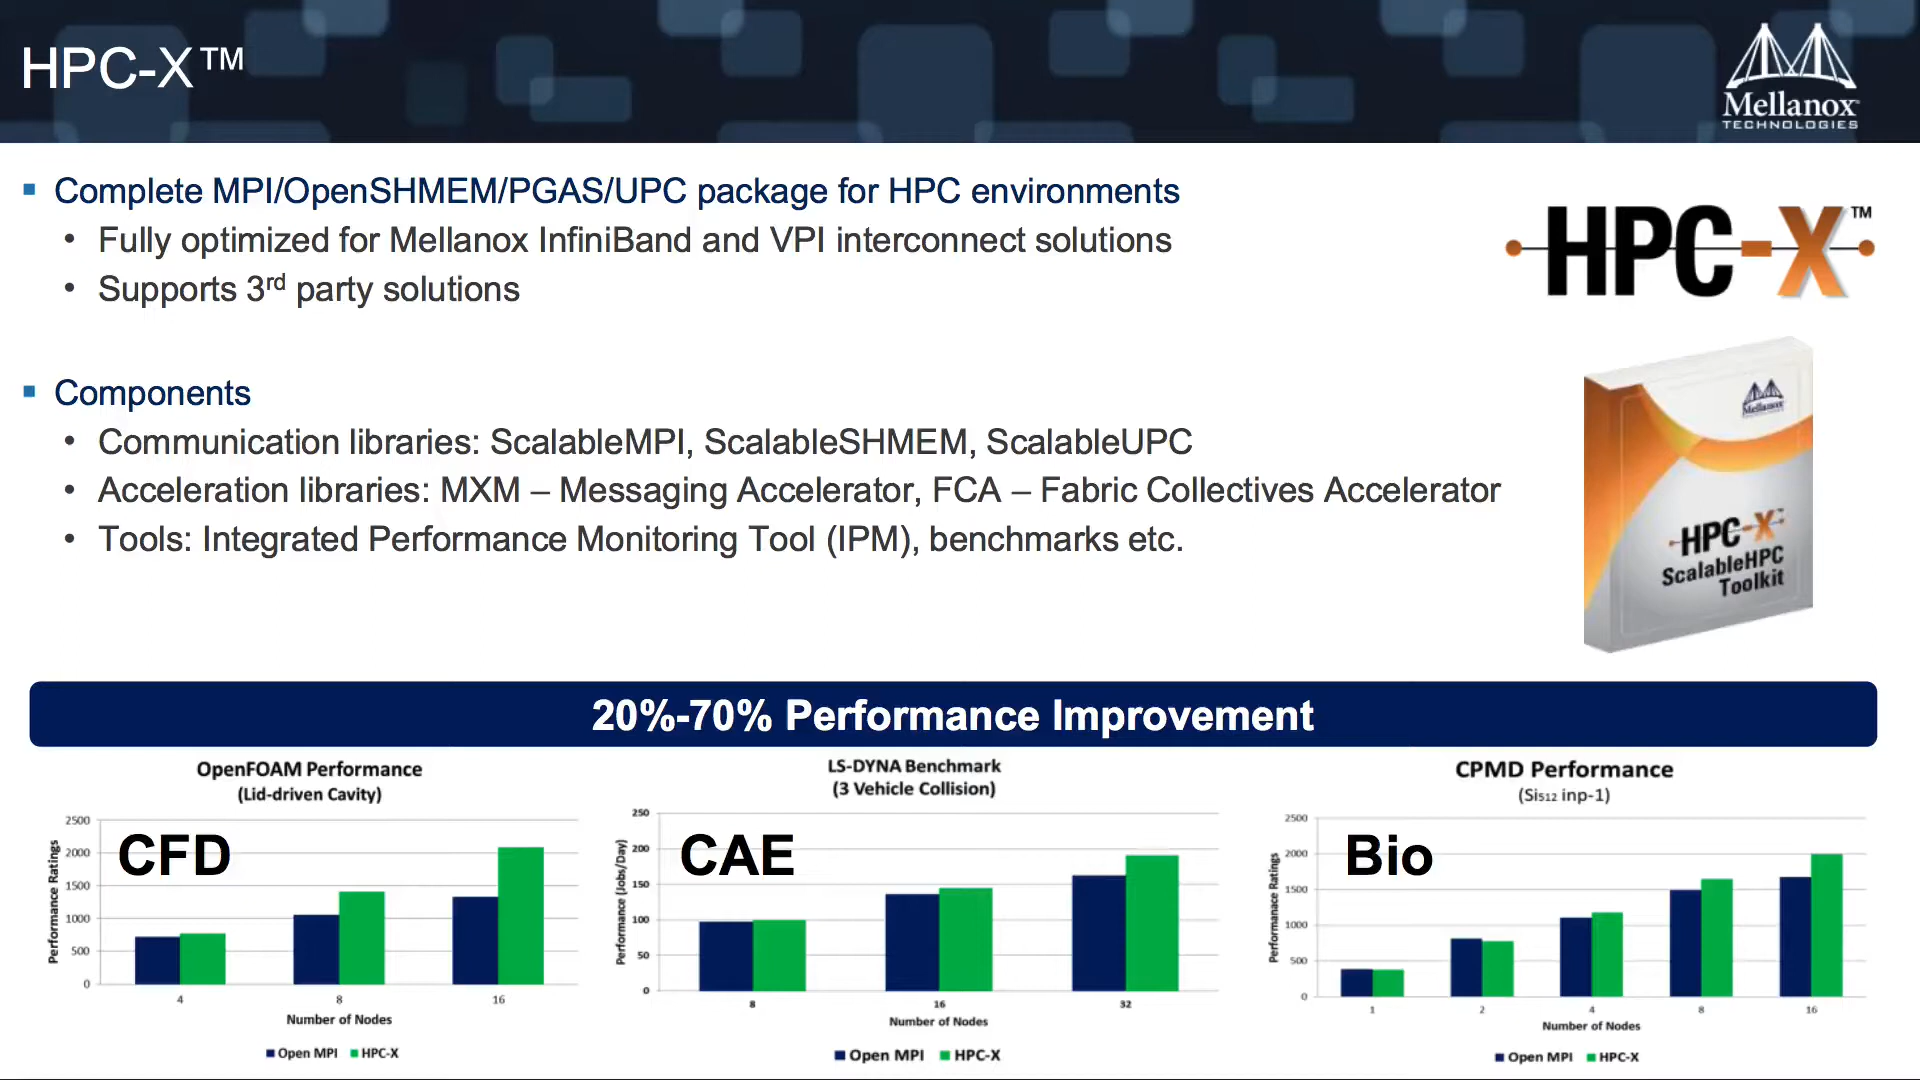 HPC-X™
Mellanox
TECHNOLOGIES
Complete MPI/OpenSHMEM/PGAS/UPC package for HPC environments
• Fully optimized for Mellanox InfiniBand and VPI interconnect solutions
• Supports 3rd party solutions
HPC-X™
Components
• Communication libraries: ScalableMPI, ScalableSHMEM, ScalableUPC
• Acceleration libraries: MXM – Messaging Accelerator, FCA – Fabric Collectives Accelerator
• Tools: Integrated Performance Monitoring Tool (IPM), benchmarks etc.
Mellanox
HPC-X™
ScalableHPC
Toolkit
20%-70% Performance Improvement
OpenFOAM Performance
(Lid-driven Cavity)
CFD
Performance Ratings
2500
2000
1500
1000
500
0
4 8 16
Number of Nodes
Open MPI HPC-X
LS-DYNA Benchmark
(3 Vehicle Collision)
CAE
Performance (Jobs/Day)
250
200
150
100
50
0
8 16 32
Number of Nodes
Open MPI HPC-X
CPMD Performance
(Si512 inp-1)
Bio
Performanace Ratings
2500
2000
1500
1000
500
0
1 2 4 8 16
Number of Nodes
Open MPI HPC-X